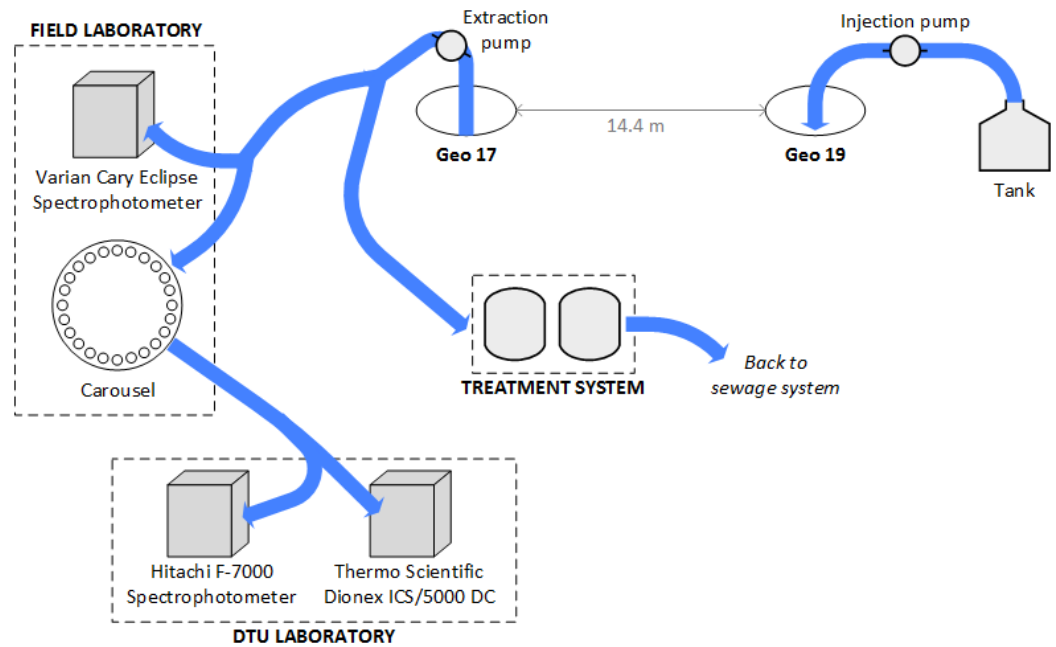 FIELD LABORATORY
Varian Cary Eclipse
Spectrophotometer
Carousel
Extraction
pump
Geo 17
14.4 m
Injection pump
Geo 19
Tank
TREATMENT SYSTEM
Back to
sewage system
Hitachi F-7000
Spectrophotometer
Thermo Scientific
Dionex ICS/5000 DC
DTU LABORATORY